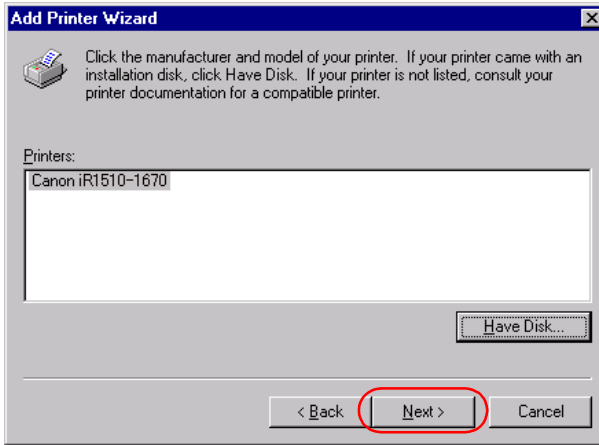 Add Printer Wizard
Click the manufacturer and model of your printer. If your printer came with an
installation disk, click Have Disk. If your printer is not listed, consult your
printer documentation for a compatible printer.
Printers:
Canon iR1510-1670
Have Disk...
< Back
Next >
Cancel